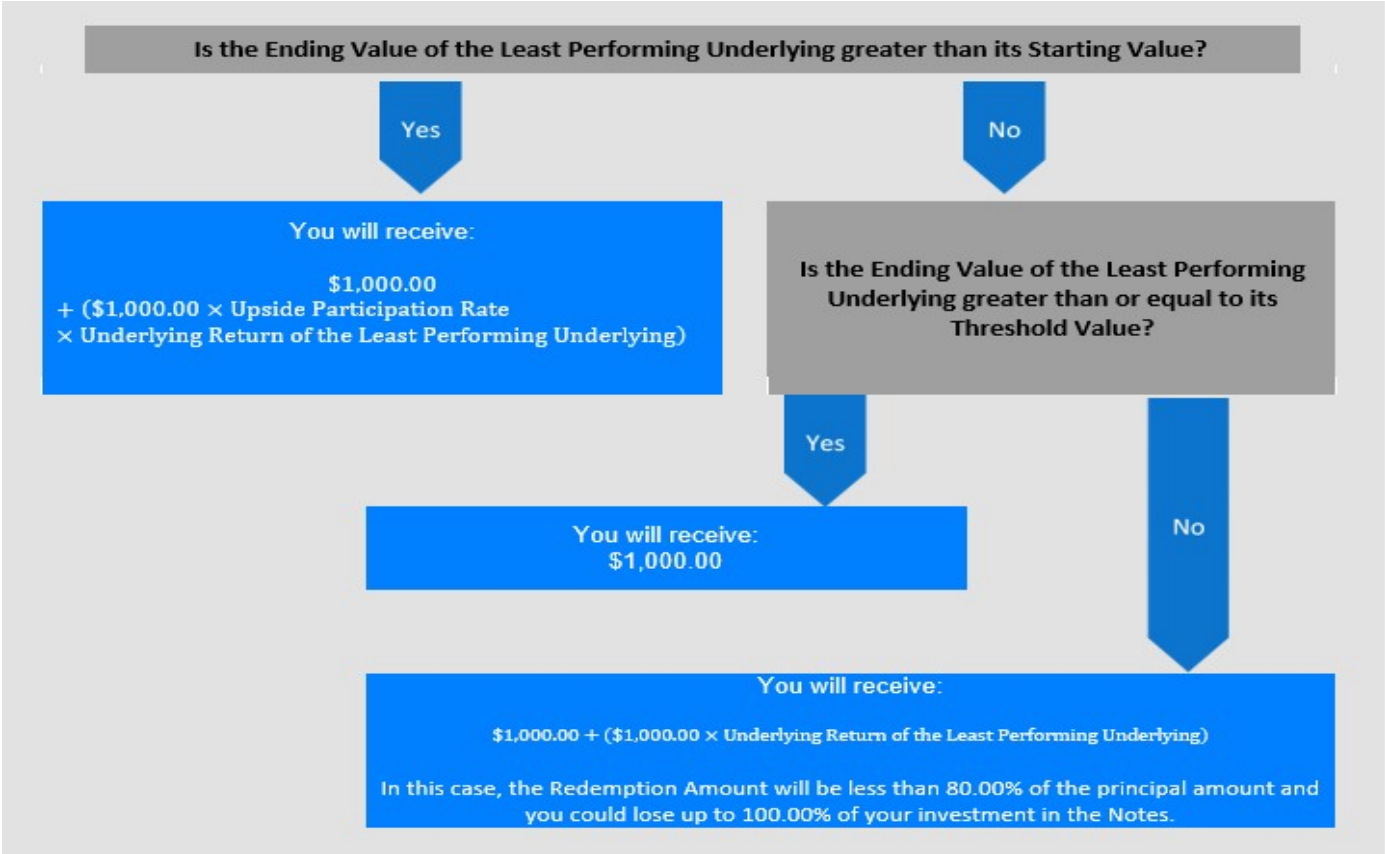 Is the Ending Value of the Least Performing Underlying greater than its Starting Value?
Yes
No
You will receive:
$1,000.00
+ ($1,000.00 × Upside Participation Rate
× Underlying Return of the Least Performing Underlying)
Is the Ending Value of the Least Performing
Underlying greater than or equal to its
Threshold Value?
Yes
You will receive:
$1,000.00
No
You will receive:
$1,000.00 + ($1,000.00 × Underlying Return of the Least Performing Underlying)
In this case, the Redemption Amount will be less than 80.00% of the principal amount and
you could lose up to 100.00% of your investment in the Notes.